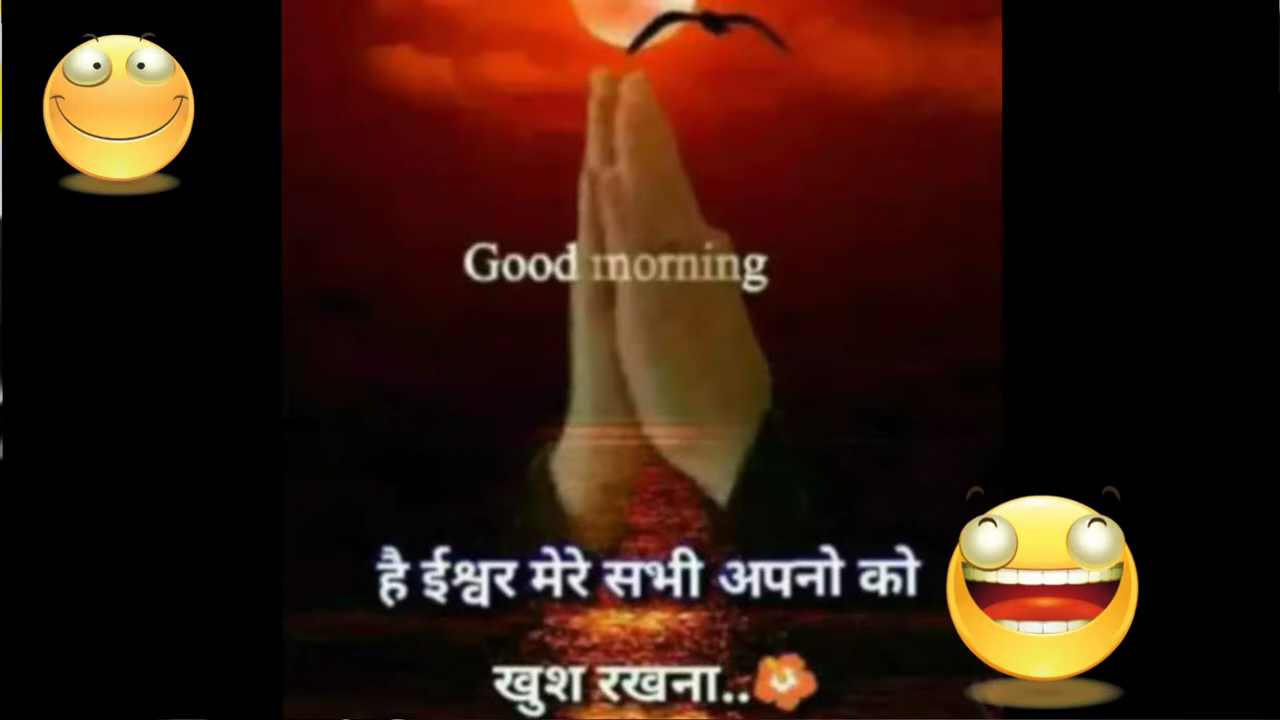 Good morning
है ईश्वर मेरे सभी अपनो को
खुश रखना..